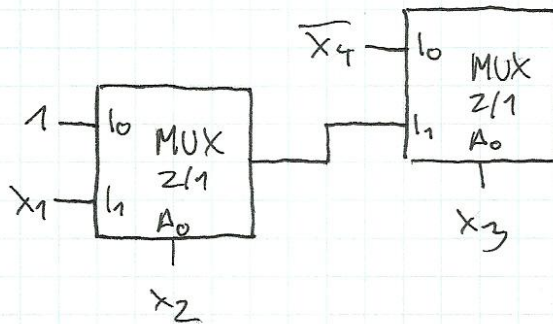 X̅₄
I₀
MUX
2/1
I₁
A₀
X₃
1
I₀
MUX
2/1
X₁
I₁
A₀
X₂